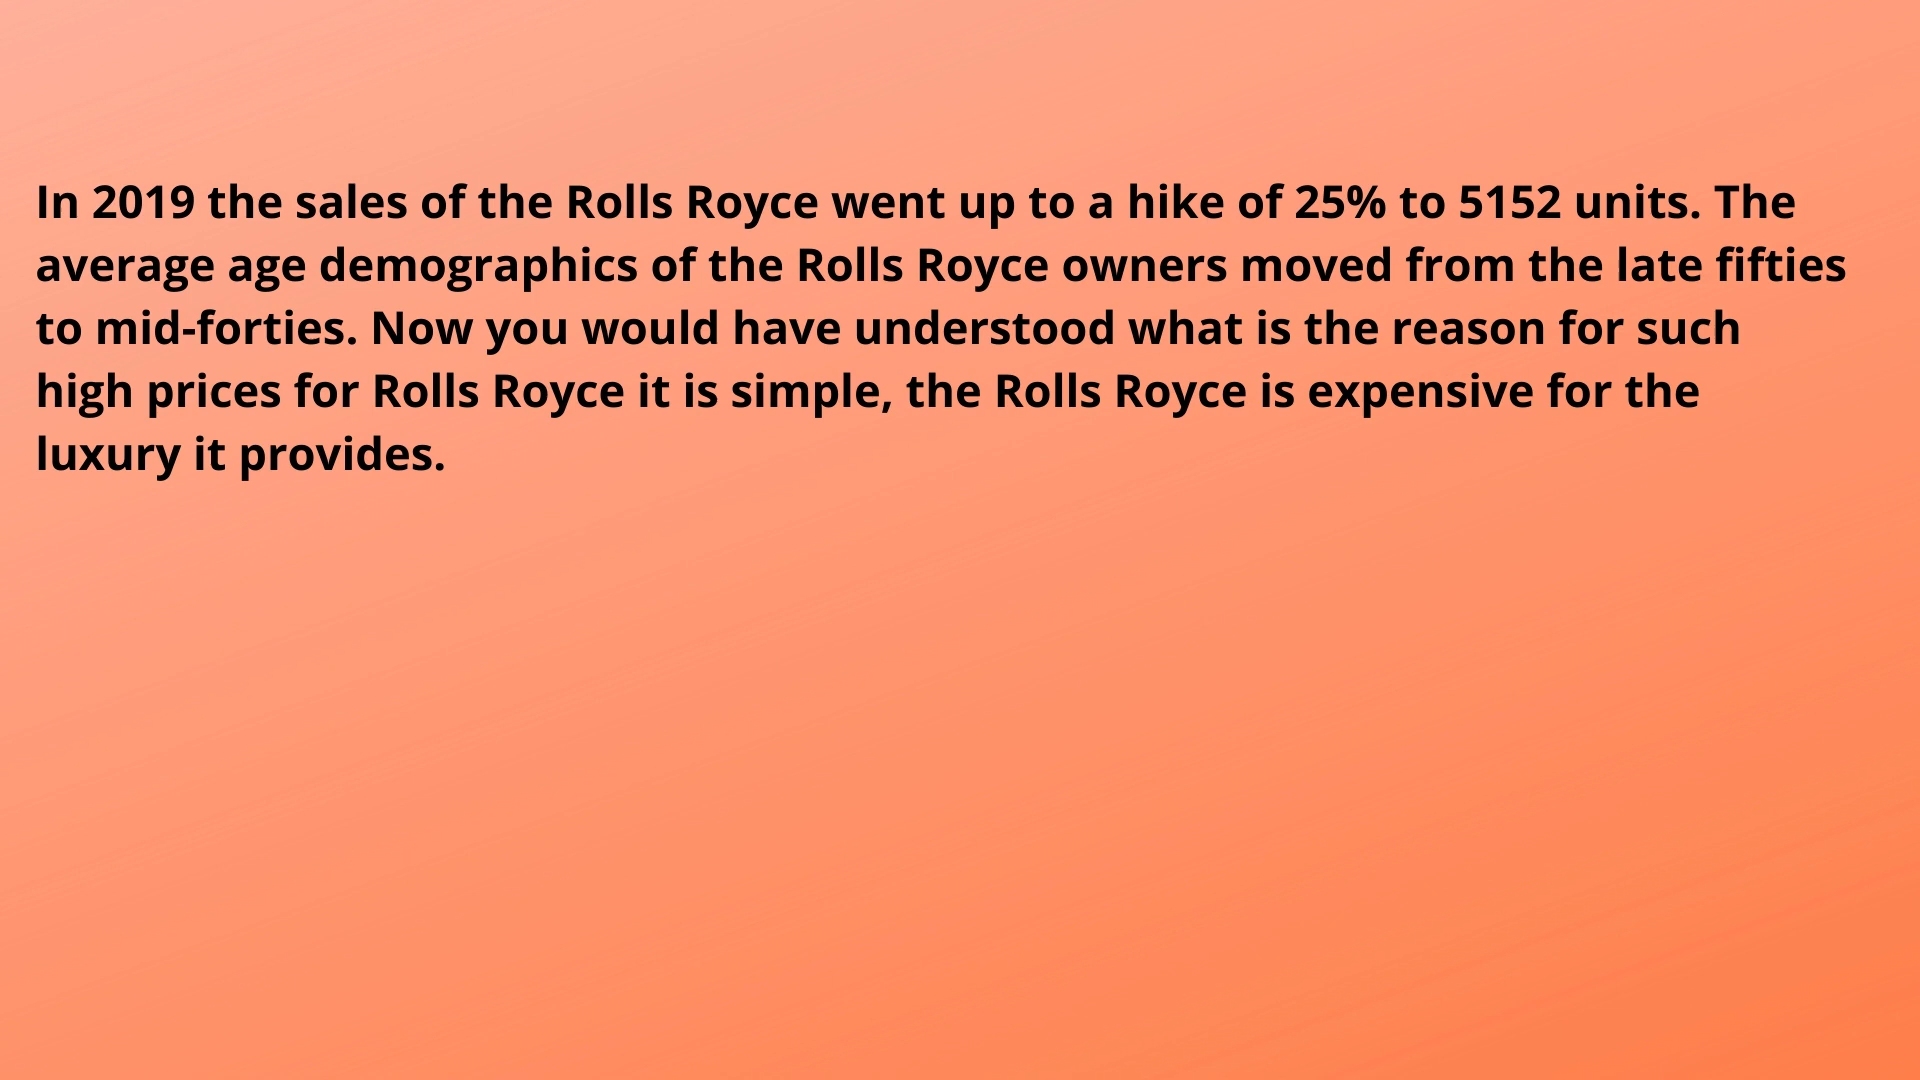 In 2019 the sales of the Rolls Royce went up to a hike of 25% to 5152 units. The
average age demographics of the Rolls Royce owners moved from the late fifties
to mid-forties. Now you would have understood what is the reason for such
high prices for Rolls Royce it is simple, the Rolls Royce is expensive for the
luxury it provides.